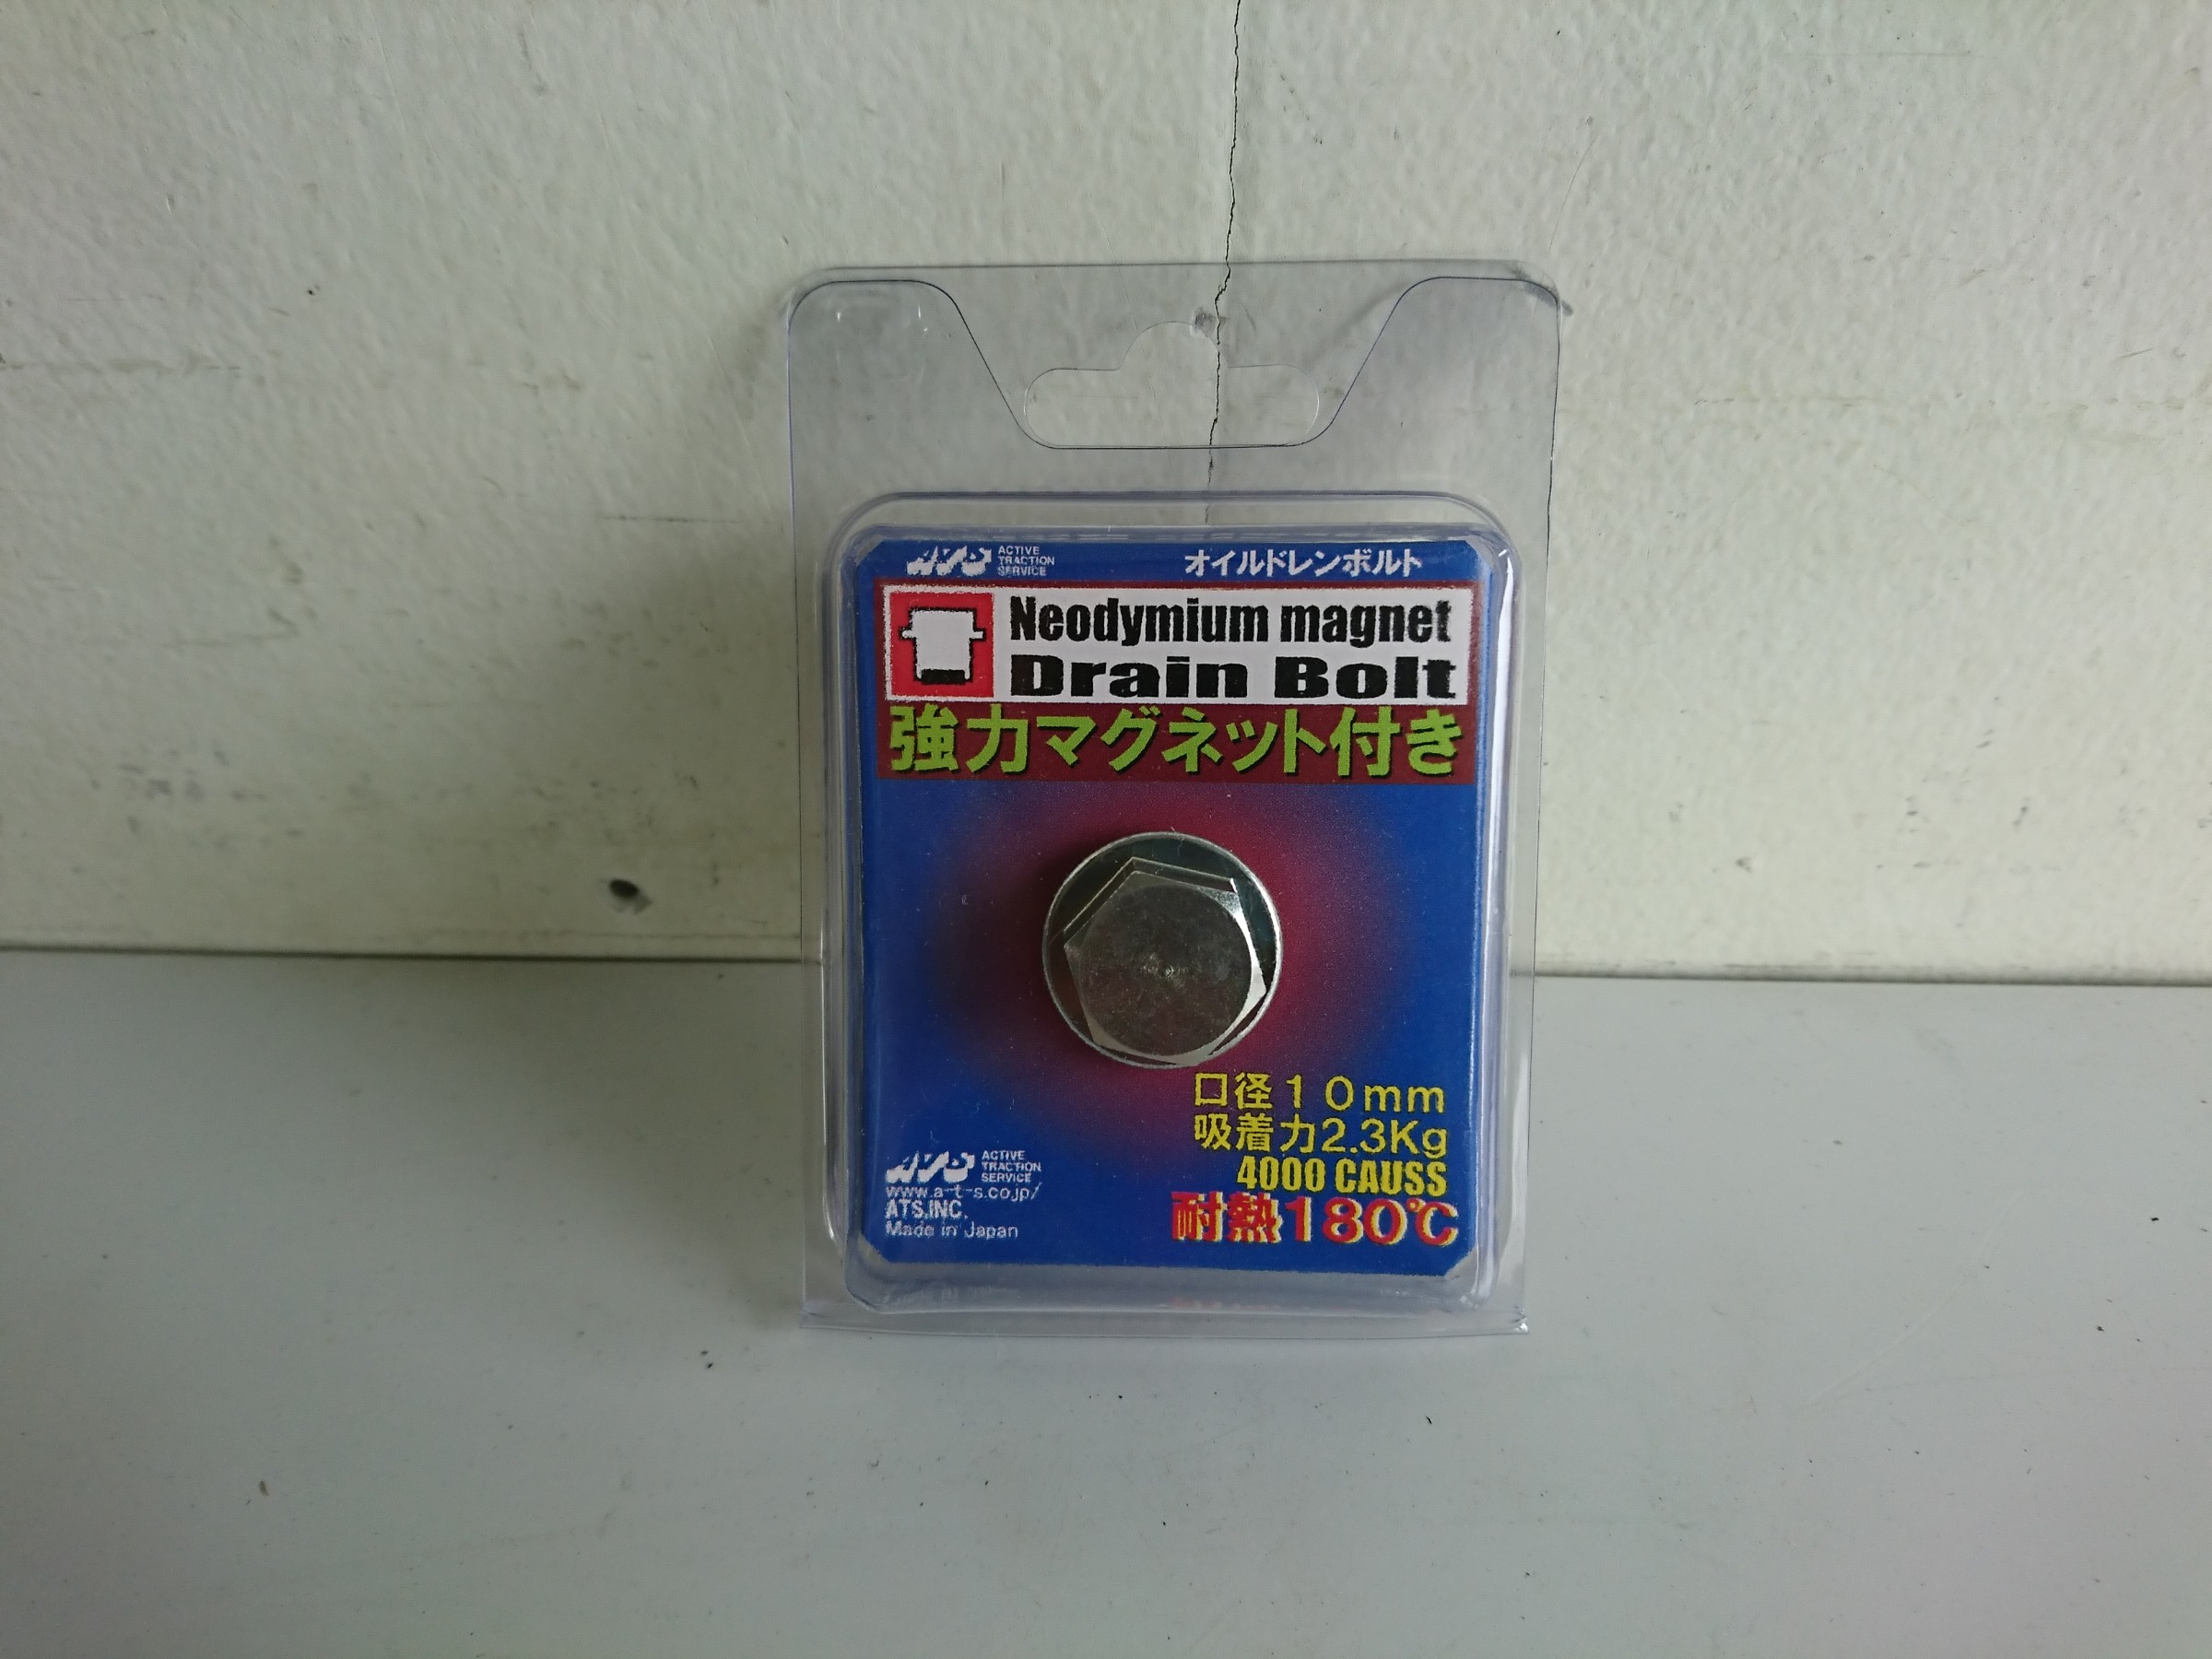 ATS ACTIVE TRACTION SERVICE
オイルドレンボルト
Neodymium magnet
Drain Bolt
強力マグネット付き
口径10mm
吸着力2.3Kg
4000 CAUSS
耐熱180℃
ATS ACTIVE TRACTION SERVICE
www.a-t-s.co.jp/
ATS,INC.
Made in Japan